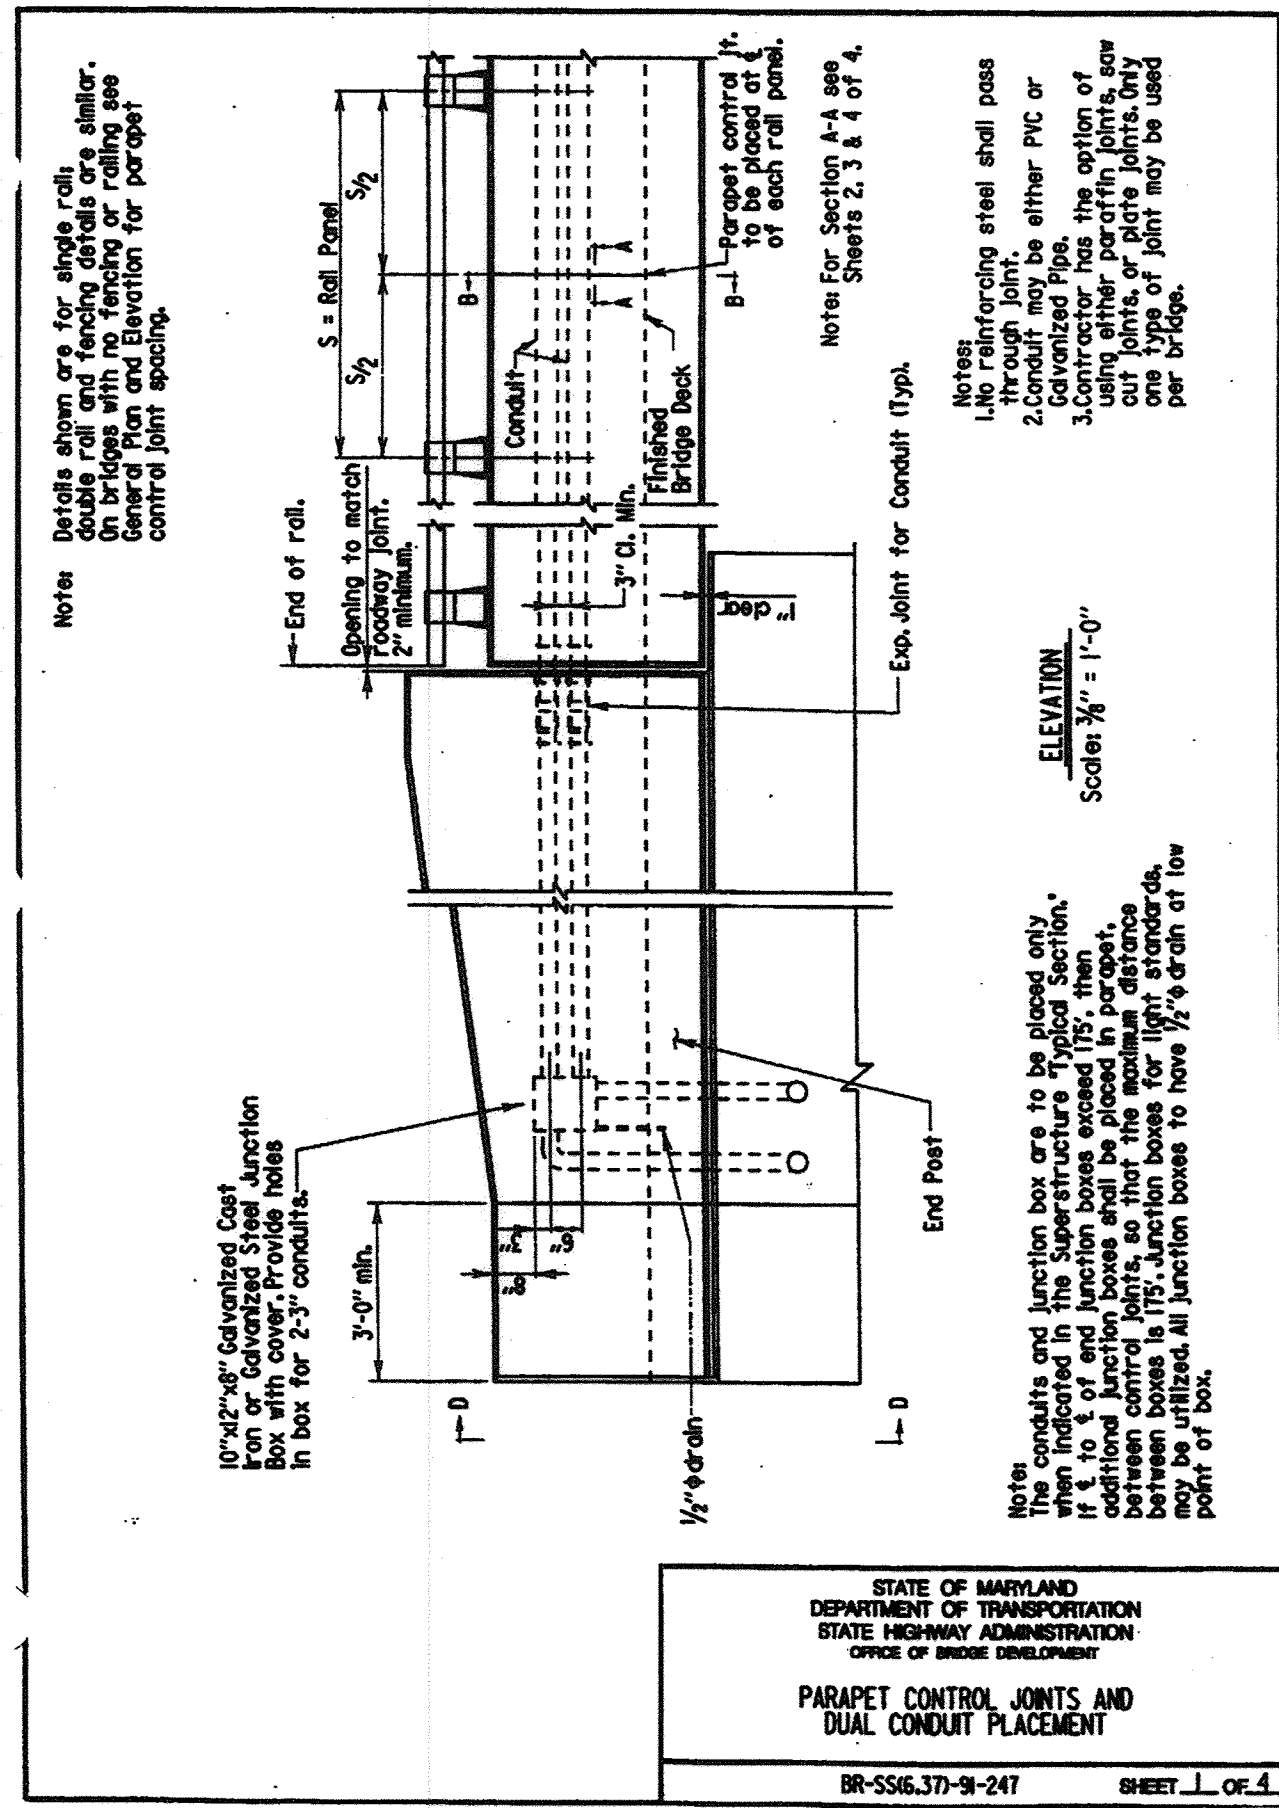 Note: Details shown are for single rail;
double rail and fencing details are similar.
On bridges with no fencing or railing see
General Plan and Elevation for parapet
control joint spacing.
End of rail.
Opening to match
roadway joint.
2" minimum.
S = Rail Panel
S/2
S/2
B
Conduit
A
A
Finished
Bridge Deck
3" Cl. Min.
1" clear
B
Parapet control jt.
to be placed at ℄
of each rail panel.
Note: For Section A-A see
Sheets 2, 3 & 4 of 4.
Exp. Joint for Conduit (Typ).
10"x12"x8" Galvanized Cast
Iron or Galvanized Steel Junction
Box with cover. Provide holes
in box for 2-3" conduits.
3'-0" min.
8"
6"
D
D
1/2"φ drain
End Post
ELEVATION
Scale: 3/8" = 1'-0"
Notes:
1.No reinforcing steel shall pass
through joint.
2.Conduit may be either PVC or
Galvanized Pipe.
3.Contractor has the option of
using either paraffin joints, saw
cut joints, or plate joints. Only
one type of joint may be used
per bridge.
Note:
The conduits and junction box are to be placed only
when indicated in the Superstructure "Typical Section."
If ℄ to ℄ of end junction boxes exceed 175', then
additional junction boxes shall be placed in parapet,
between control joints, so that the maximum distance
between boxes is 175'. Junction boxes for light standards,
may be utilized. All junction boxes to have 1/2"φ drain at low
point of box.
STATE OF MARYLAND
DEPARTMENT OF TRANSPORTATION
STATE HIGHWAY ADMINISTRATION
OFFICE OF BRIDGE DEVELOPMENT
PARAPET CONTROL JOINTS AND
DUAL CONDUIT PLACEMENT
BR-SS(6.37)-91-247 SHEET 1 OF 4